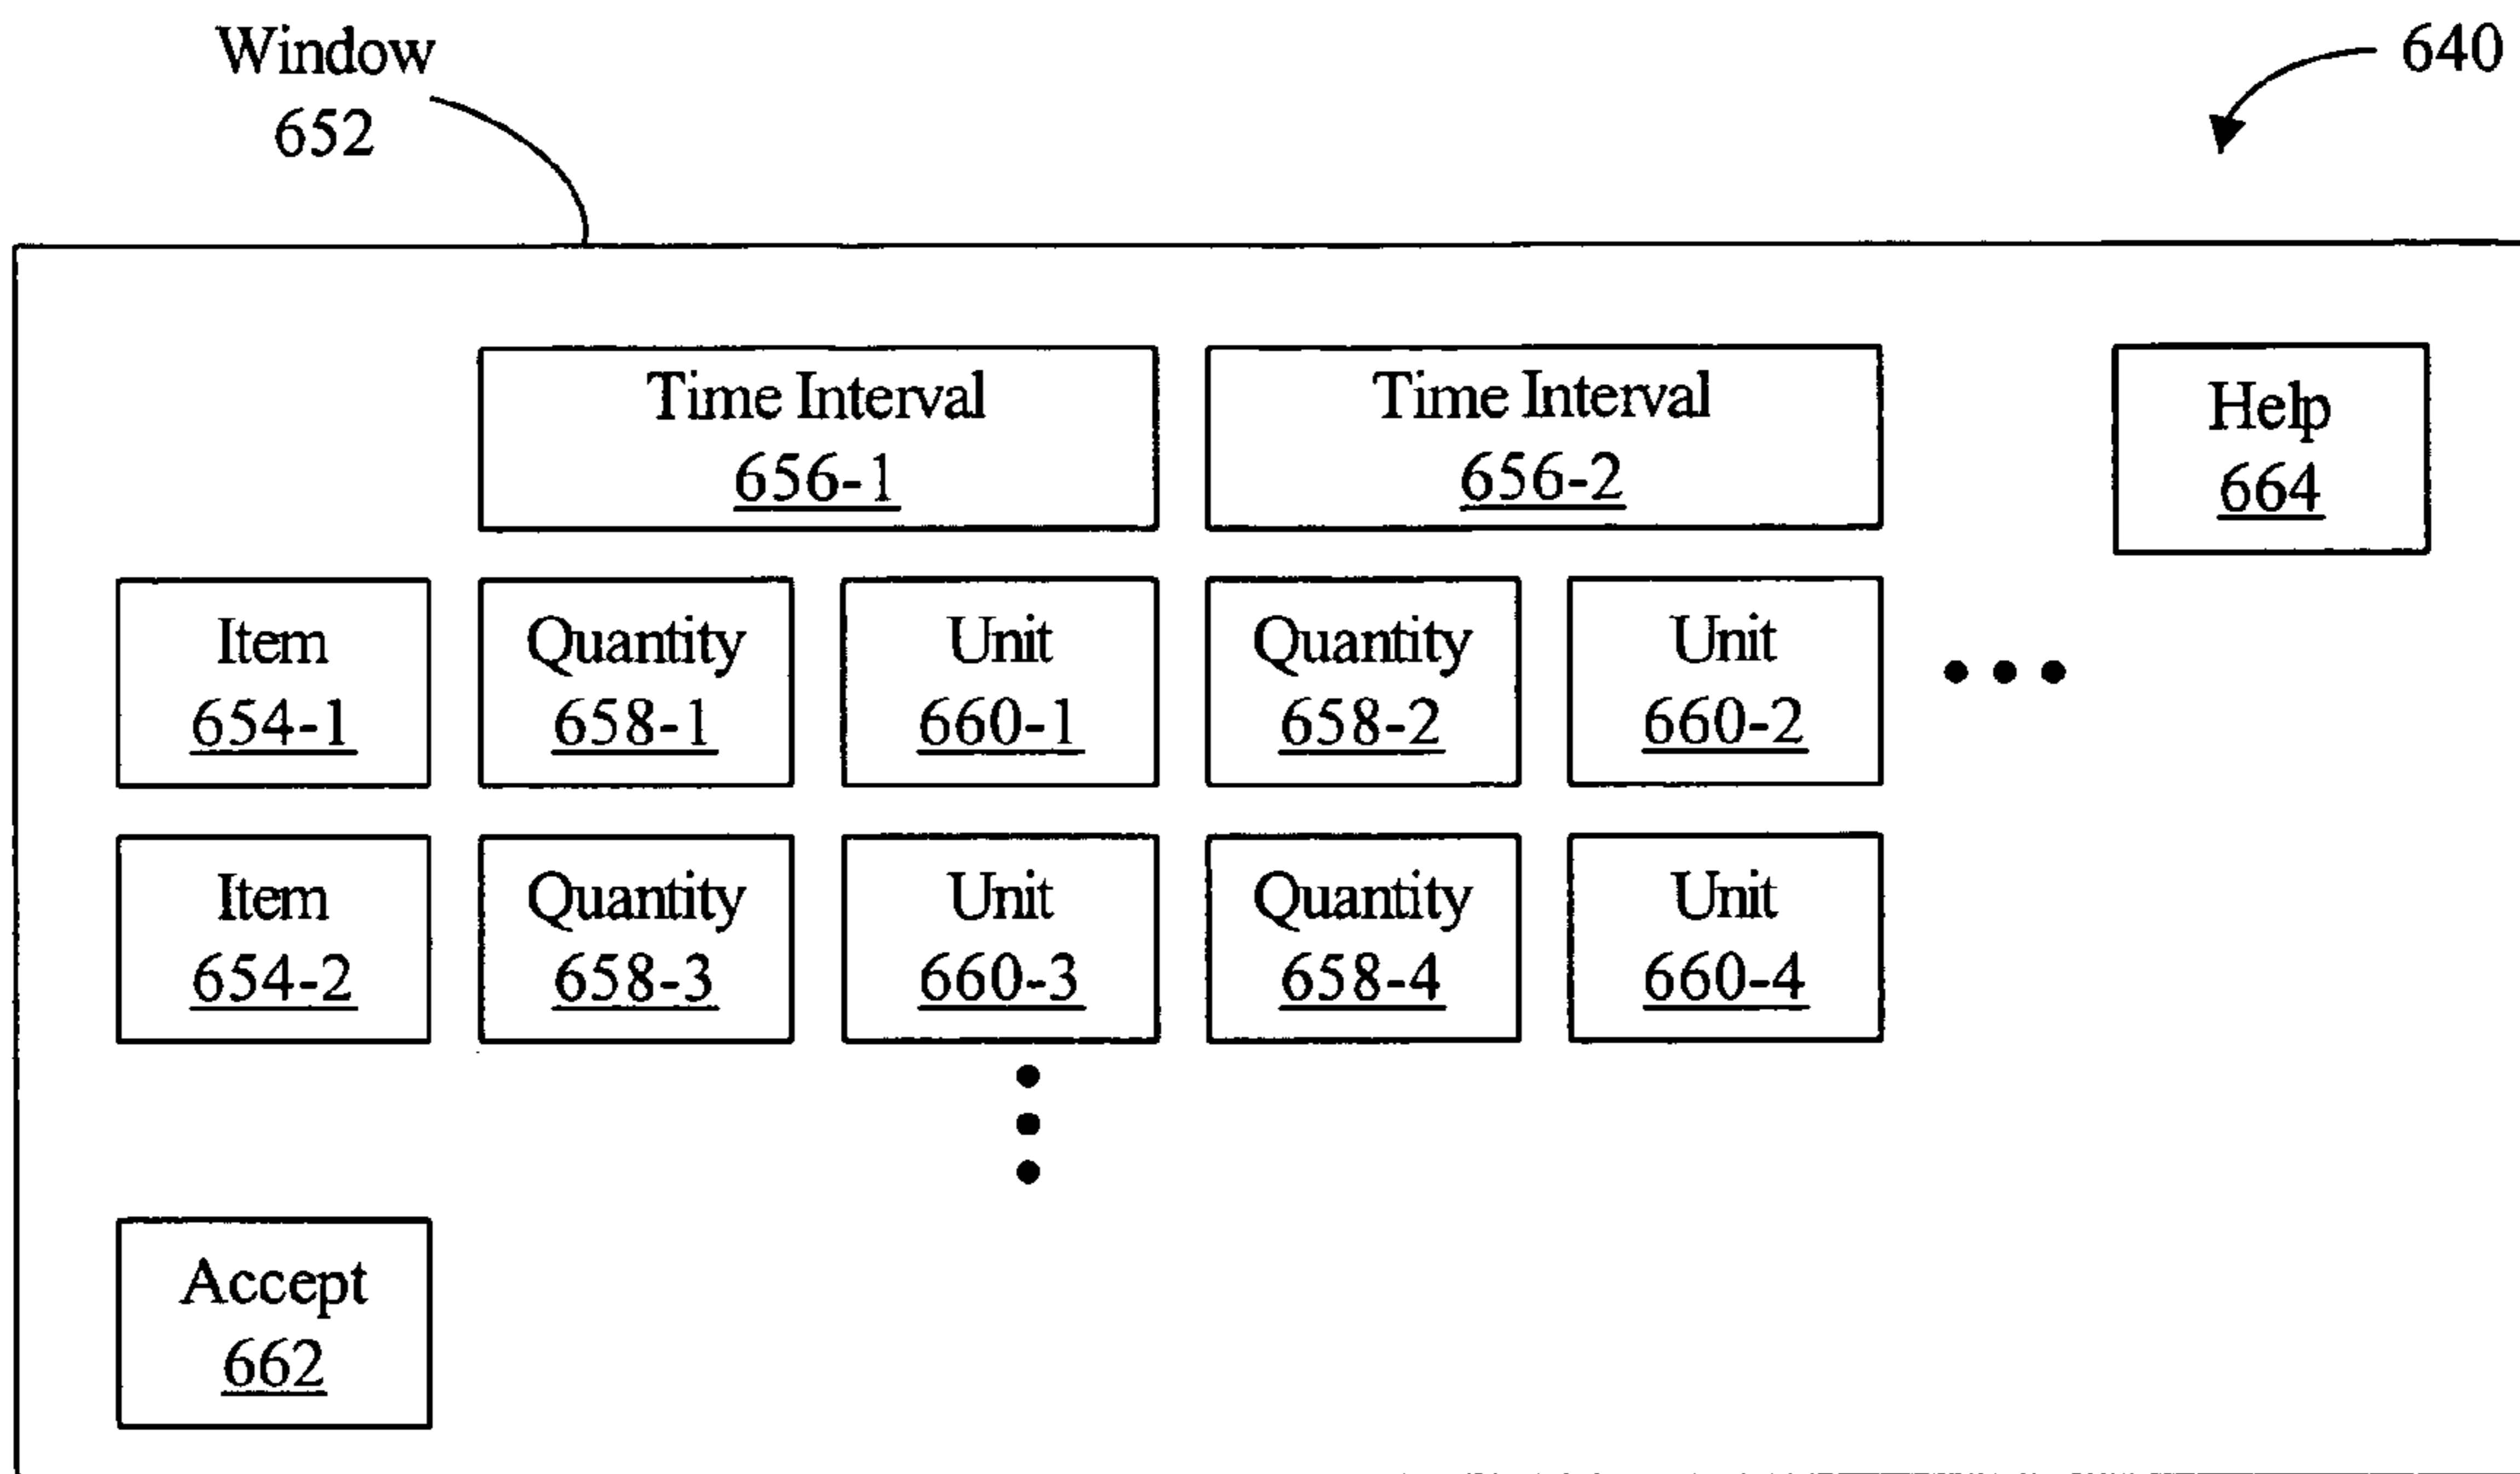 Window
652
640
Time Interval
656-1
Time Interval
656-2
Help
664
Item
654-1
Quantity
658-1
Unit
660-1
Quantity
658-2
Unit
660-2
Item
654-2
Quantity
658-3
Unit
660-3
Quantity
658-4
Unit
660-4
Accept
662